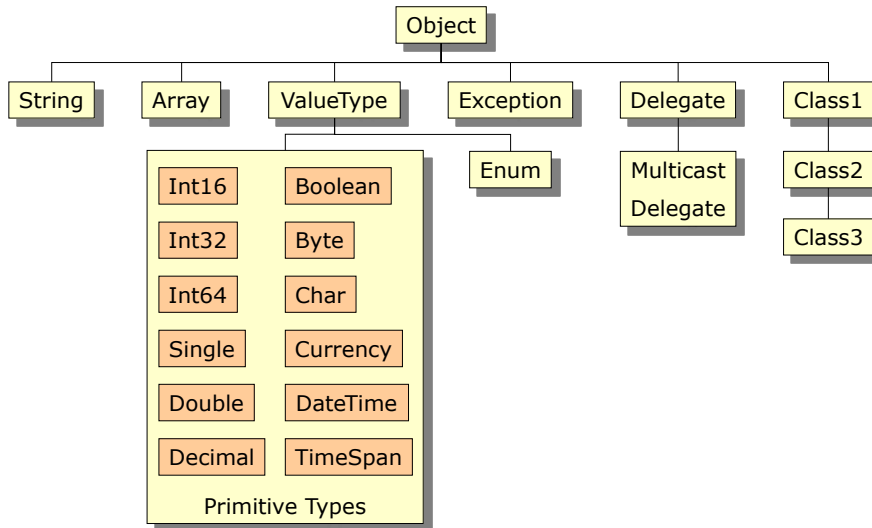 Object
String
Array
ValueType
Exception
Delegate
Class1
Int16
Boolean
Enum
Multicast
Delegate
Class2
Int32
Byte
Class3
Int64
Char
Single
Currency
Double
DateTime
Decimal
TimeSpan
Primitive Types